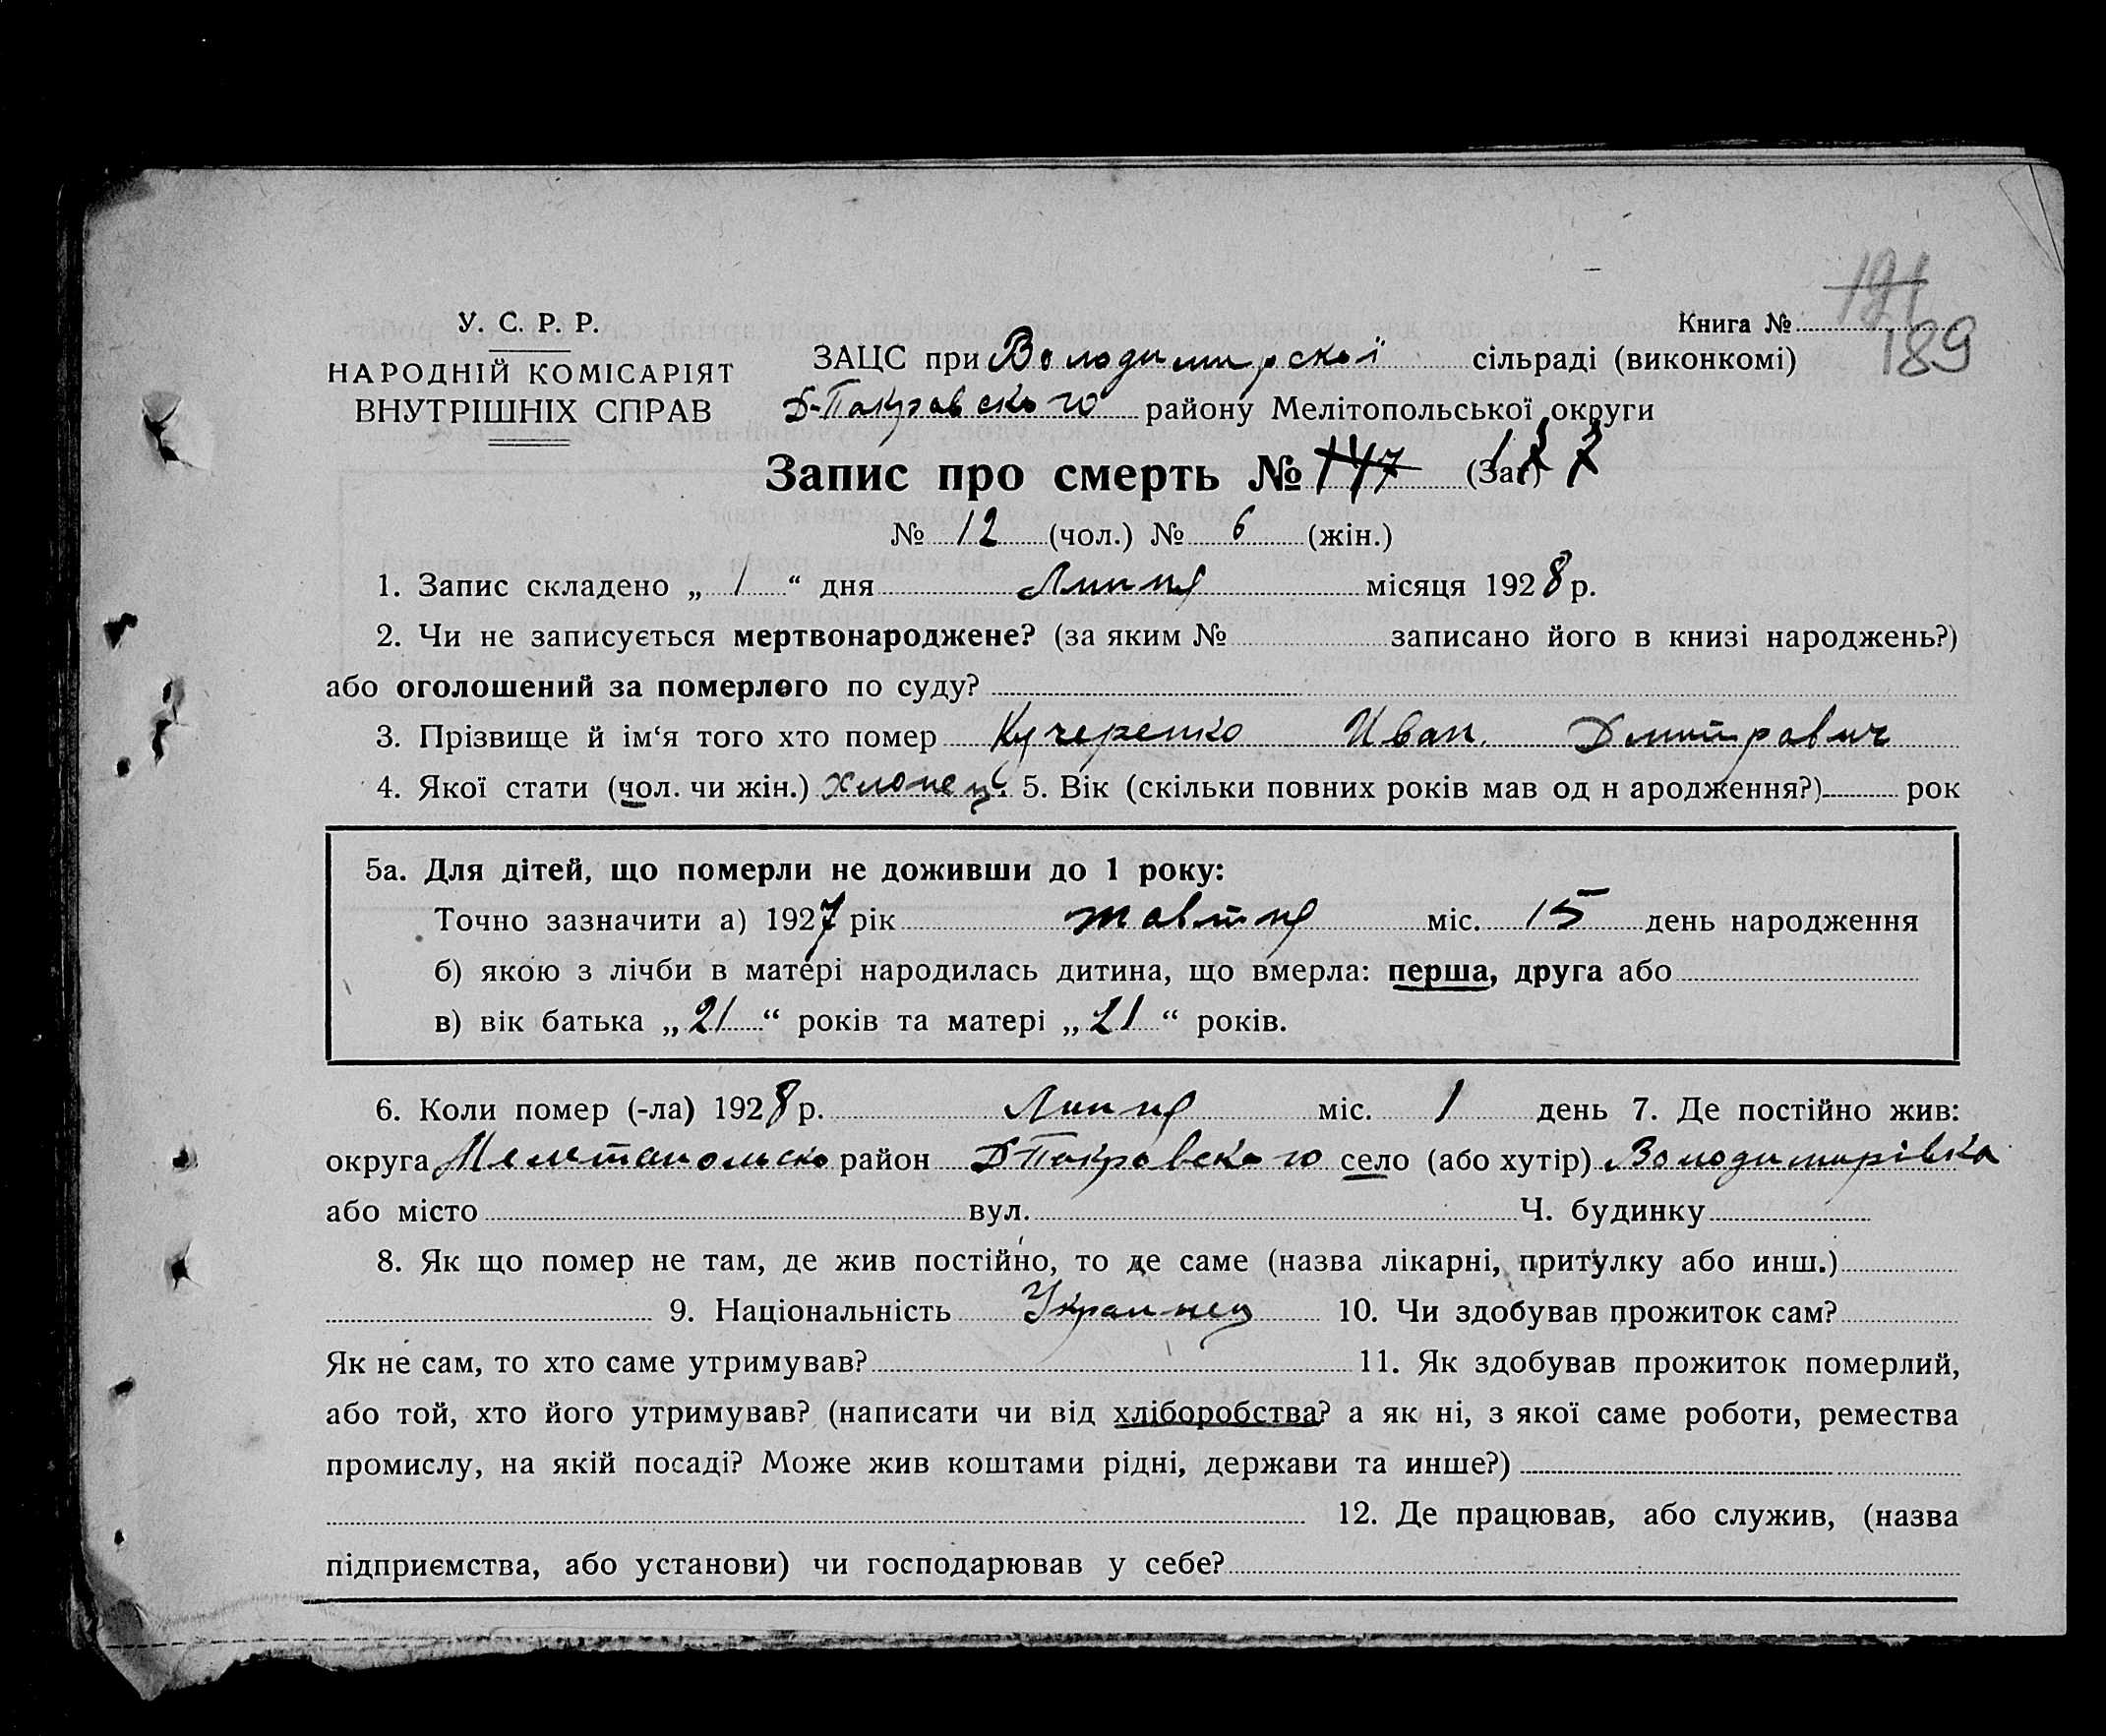 191
189
У. С. Р. Р.
НАРОДНІЙ КОМІСАРІЯТ
ВНУТРІШНІХ СПРАВ
Книга №
ЗАЦС при Володимирской сільраді (виконкомі)
Д-Покровского району Мелітопольської округи
Запис про смерть № 147 (Заг)
№ 12 (чол.) № 6 (жін.)
1. Запис складено „ 1 “ дня Липня місяця 1928 р.
2. Чи не записується мертвонароджене? (за яким № записано його в книзі народжень?)
або оголошений за померлого по суду?
3. Прізвище й ім‘я того хто помер Кучеренко Иван Дмитрович
4. Якої стати (чол. чи жін.) хлопець. 5. Вік (скільки повних років мав од н ародження?) рок
5а. Для дітей, що померли не доживши до 1 року:
Точно зазначити а) 1927 рік жовтня міс. 15 день народження
б) якою з лічби в матері народилась дитина, що вмерла: перша, друга або
в) вік батька „ 21 “ років та матері „ 21 “ років.
6. Коли помер (-ла) 1928 р. Липня міс. 1 день 7. Де постійно жив:
округа район Д-Покровского село (або хутір) Володимирівка
або місто вул. Ч. будинку
8. Як що помер не там, де жив постійно, то де саме (назва лікарні, притулку або инш.)
9. Національність Украинец 10. Чи здобував прожиток сам?
Як не сам, то хто саме утримував? 11. Як здобував прожиток померлий,
або той, хто його утримував? (написати чи від хліборобства? а як ні, з якої саме роботи, ремества
промислу, на якій посаді? Може жив коштами рідні, держави та инше?)
12. Де працював, або служив, (назва
підприємства, або установи) чи господарював у себе?